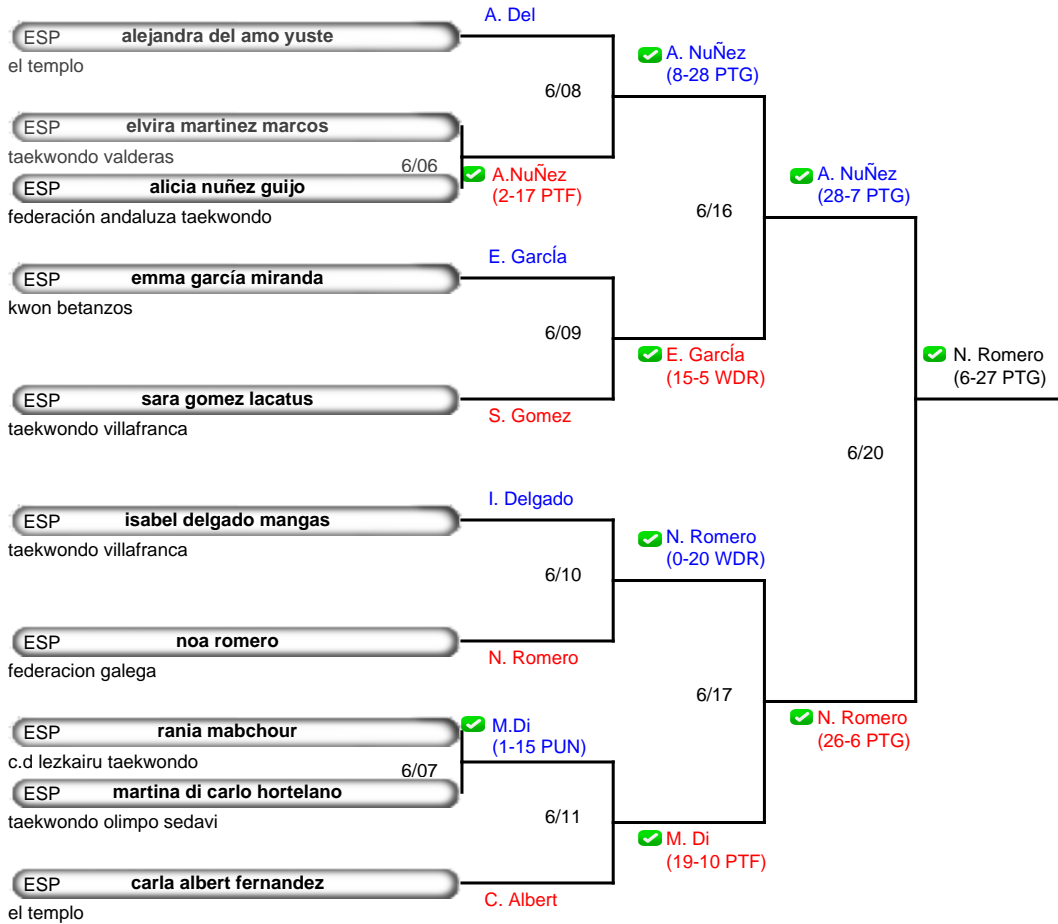 A. Del
ESP alejandra del amo yuste
el templo
A. NuÑez
(8-28 PTG)
6/08
ESP elvira martinez marcos
taekwondo valderas
6/06
A.NuÑez
(2-17 PTF)
ESP alicia nuñez guijo
federación andaluza taekwondo
A. NuÑez
(28-7 PTG)
6/16
E. GarcÍa
ESP emma garcía miranda
kwon betanzos
6/09
E. GarcÍa
(15-5 WDR)
N. Romero
(6-27 PTG)
ESP sara gomez lacatus
S. Gomez
taekwondo villafranca
6/20
I. Delgado
ESP isabel delgado mangas
taekwondo villafranca
N. Romero
(0-20 WDR)
6/10
ESP noa romero
N. Romero
federacion galega
6/17
N. Romero
(26-6 PTG)
ESP rania mabchour
M.Di
(1-15 PUN)
c.d lezkairu taekwondo
6/07
ESP martina di carlo hortelano
taekwondo olimpo sedavi
6/11
M. Di
(19-10 PTF)
ESP carla albert fernandez
C. Albert
el templo